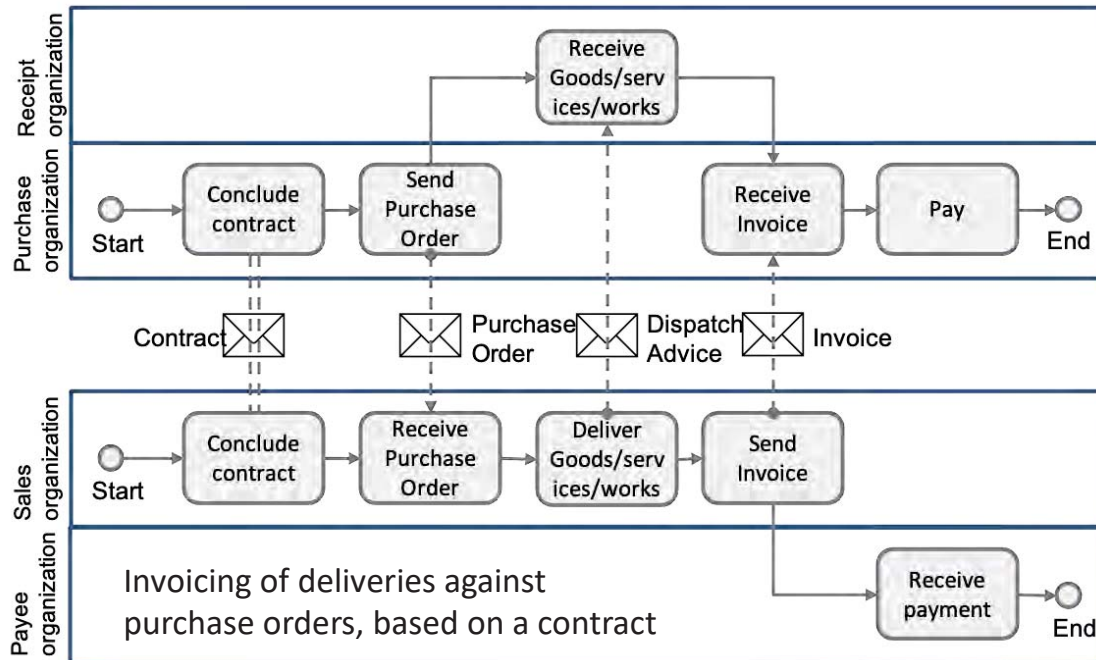 Receipt
organization
Receive
Goods/serv
ices/works
Purchase
organization
Start
Conclude
contract
Send
Purchase
Order
Receive
Invoice
Pay
End
Contract
Purchase
Order
Dispatch
Advice
Invoice
Sales
organization
Start
Conclude
contract
Receive
Purchase
Order
Deliver
Goods/serv
ices/works
Send
Invoice
Payee
organization
Invoicing of deliveries against
purchase orders, based on a contract
Receive
payment
End